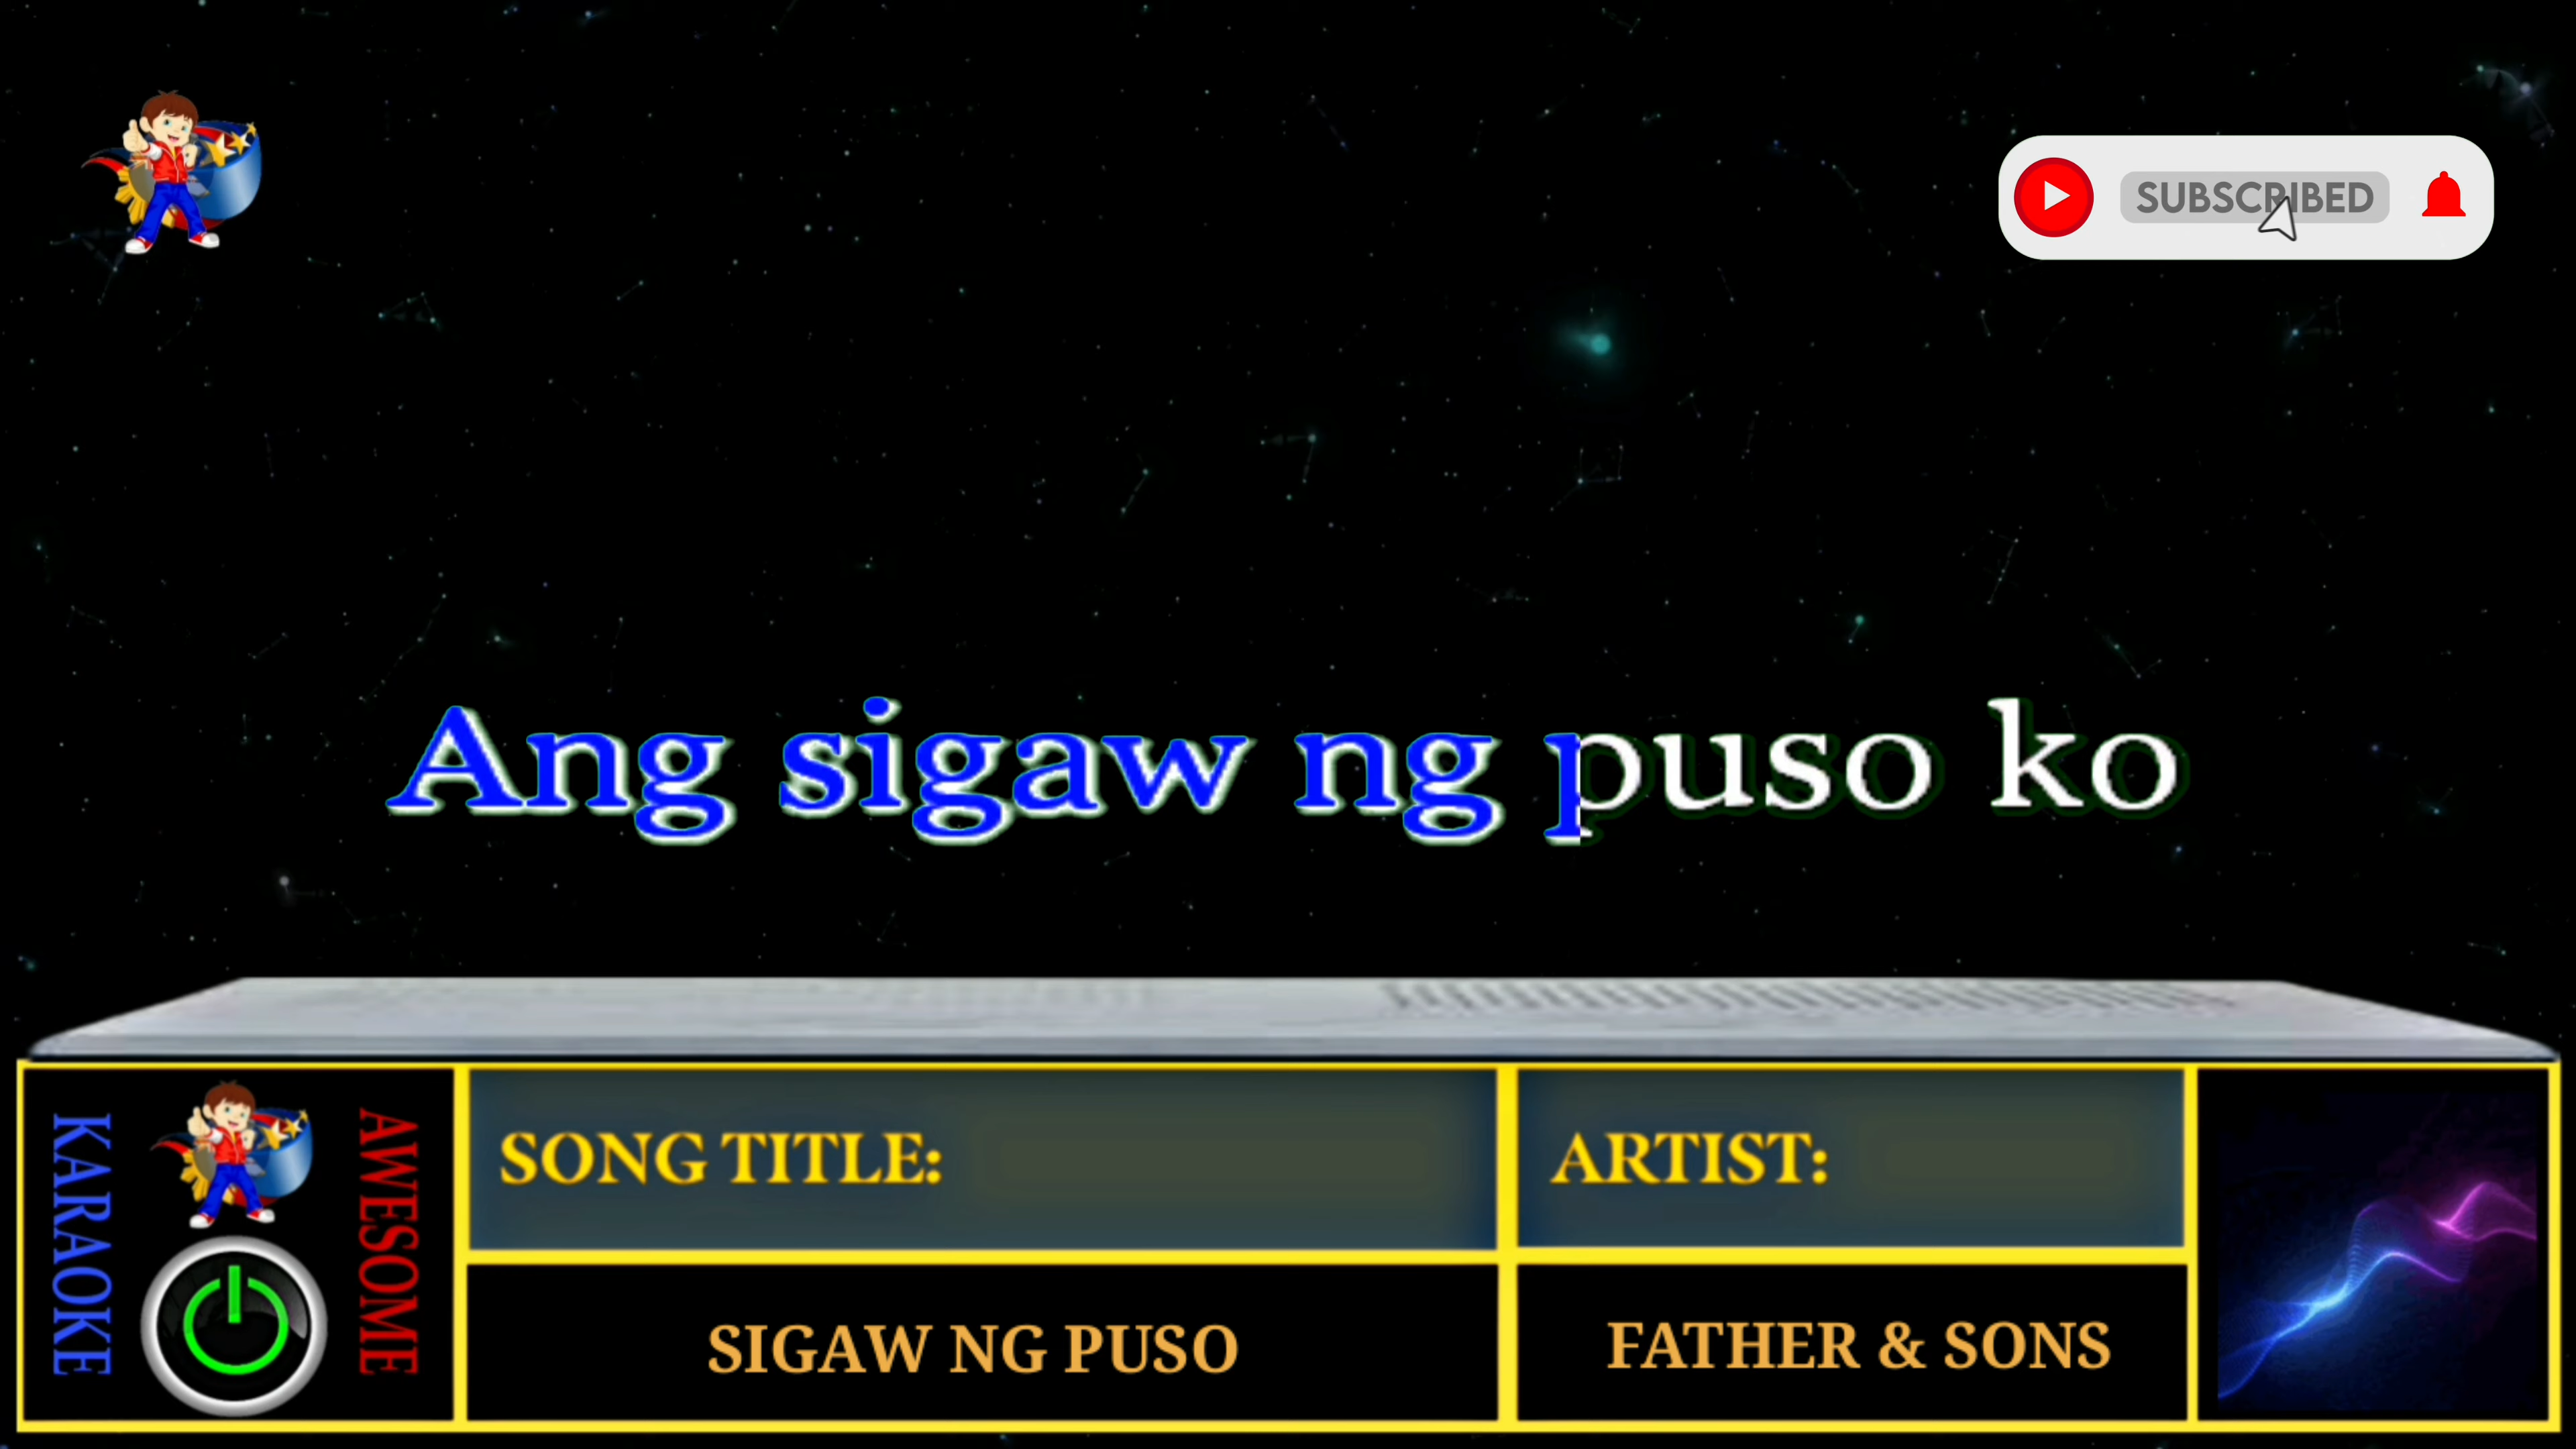 SUBSCRIBED
Ang sigaw ng puso ko
KARAOKE
AWESOME
SONG TITLE:
ARTIST:
SIGAW NG PUSO
FATHER & SONS